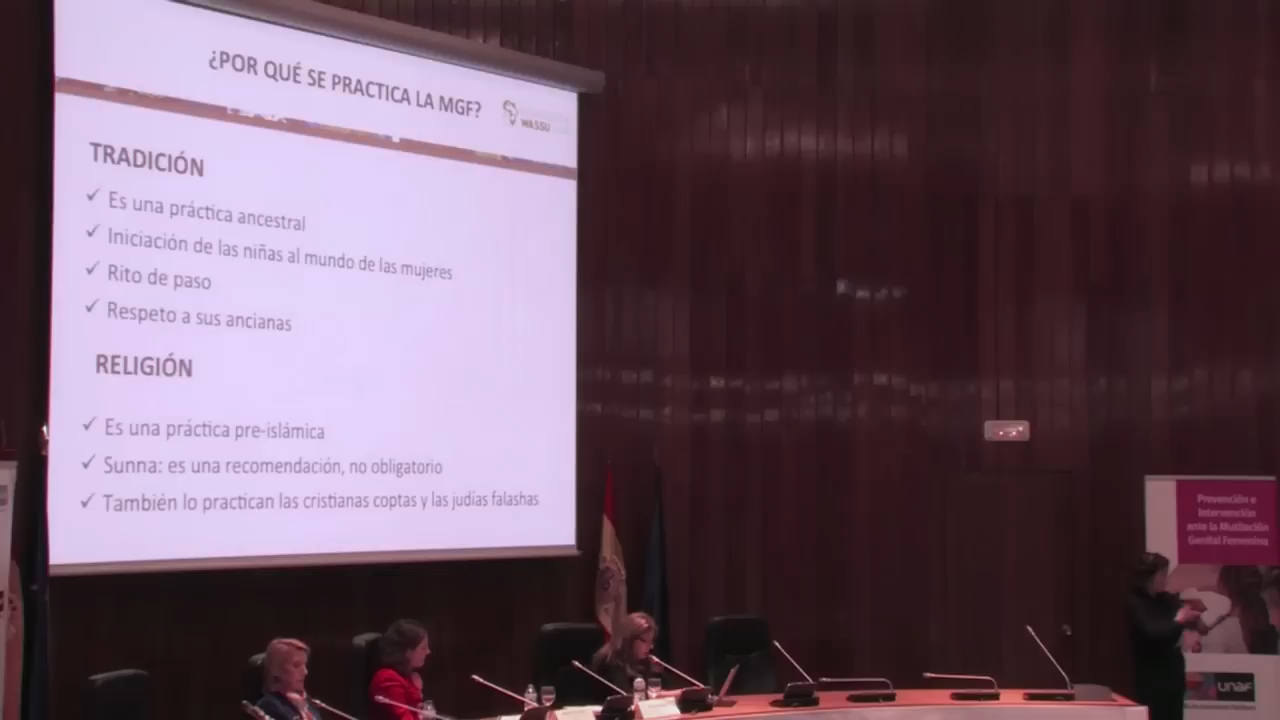 ¿POR QUÉ SE PRACTICA LA MGF?
WASSU
TRADICIÓN
✓ Es una práctica ancestral
✓ Iniciación de las niñas al mundo de las mujeres
✓ Rito de paso
✓ Respeto a sus ancianas
RELIGIÓN
✓ Es una práctica pre-islámica
✓ Sunna: es una recomendación, no obligatorio
✓ También lo practican las cristianas coptas y las judías falashas
Prevención e
Intervención
ante la Mutilación
Genital Femenina
unaf